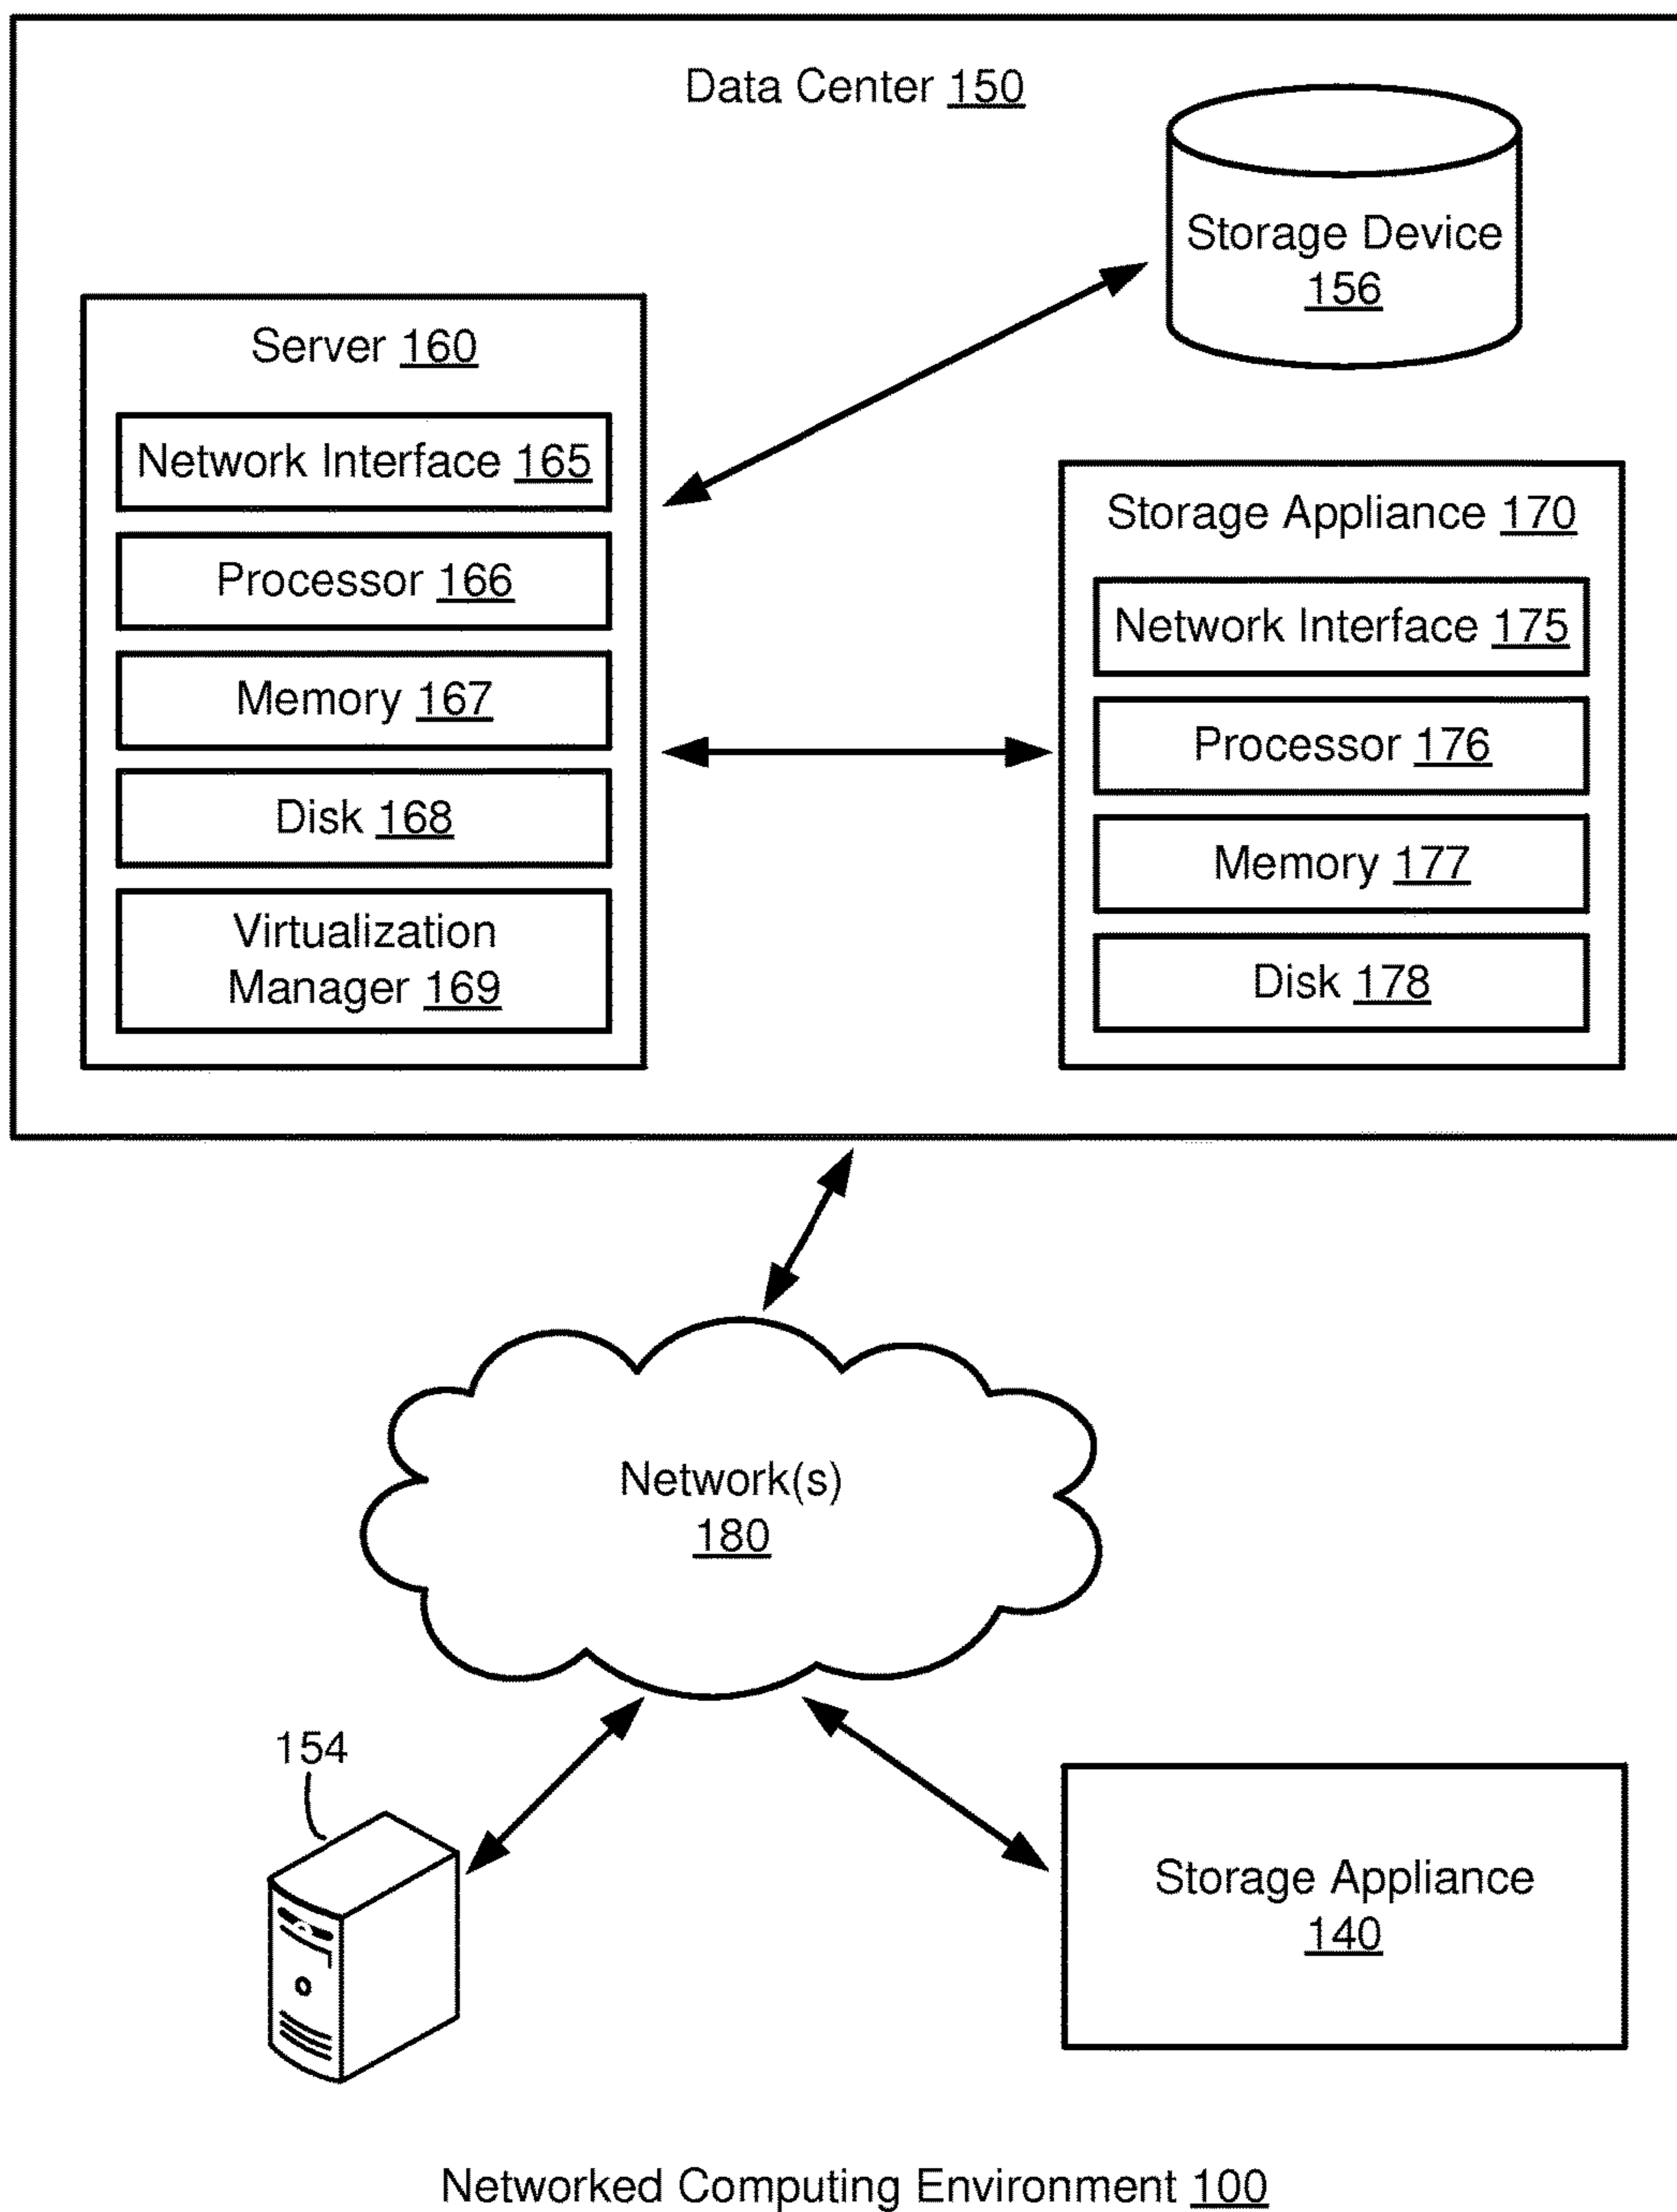 Data Center 150
Storage Device
156
Server 160
Network Interface 165
Processor 166
Memory 167
Disk 168
Virtualization
Manager 169
Storage Appliance 170
Network Interface 175
Processor 176
Memory 177
Disk 178
Network(s)
180
154
Storage Appliance
140
Networked Computing Environment 100